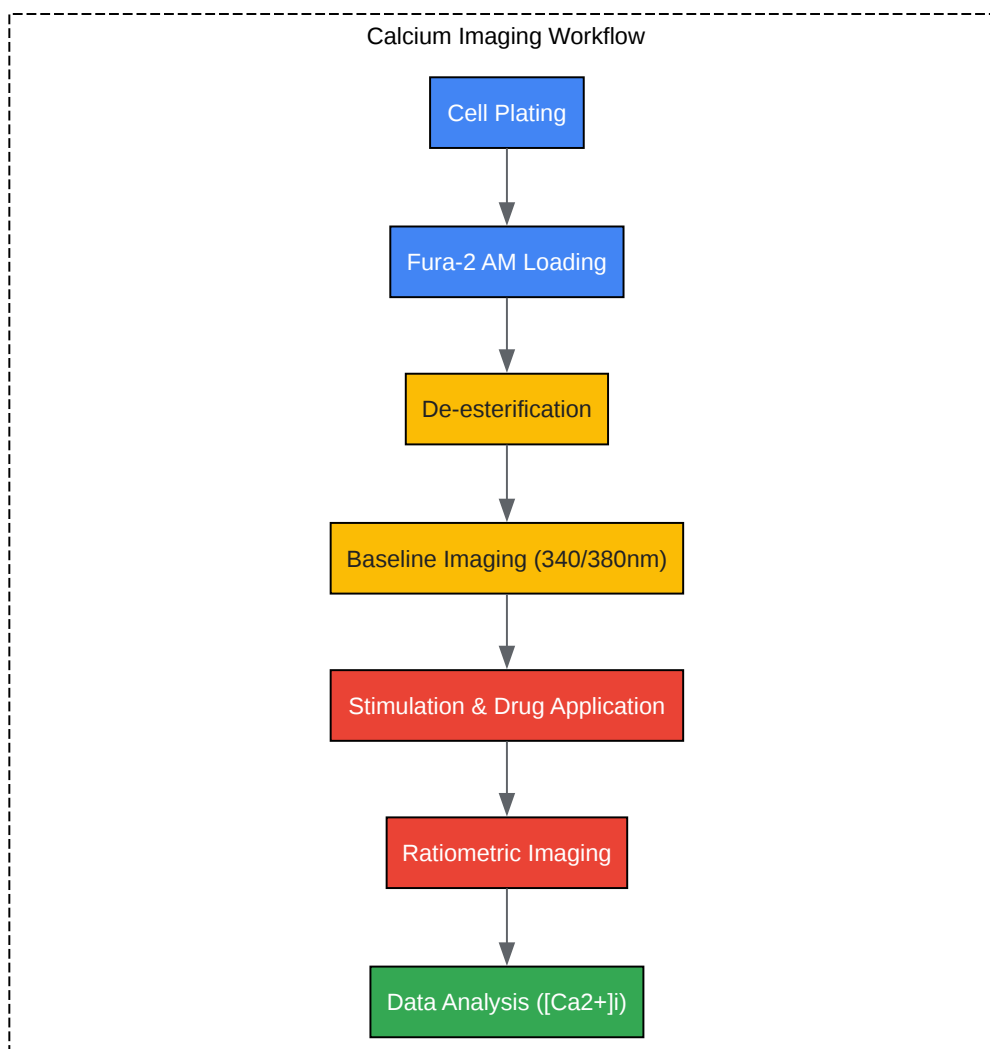 Calcium Imaging Workflow
Cell Plating
Fura-2 AM Loading
De-esterification
Baseline Imaging (340/380nm)
Stimulation & Drug Application
Ratiometric Imaging
Data Analysis ([Ca2+]i)